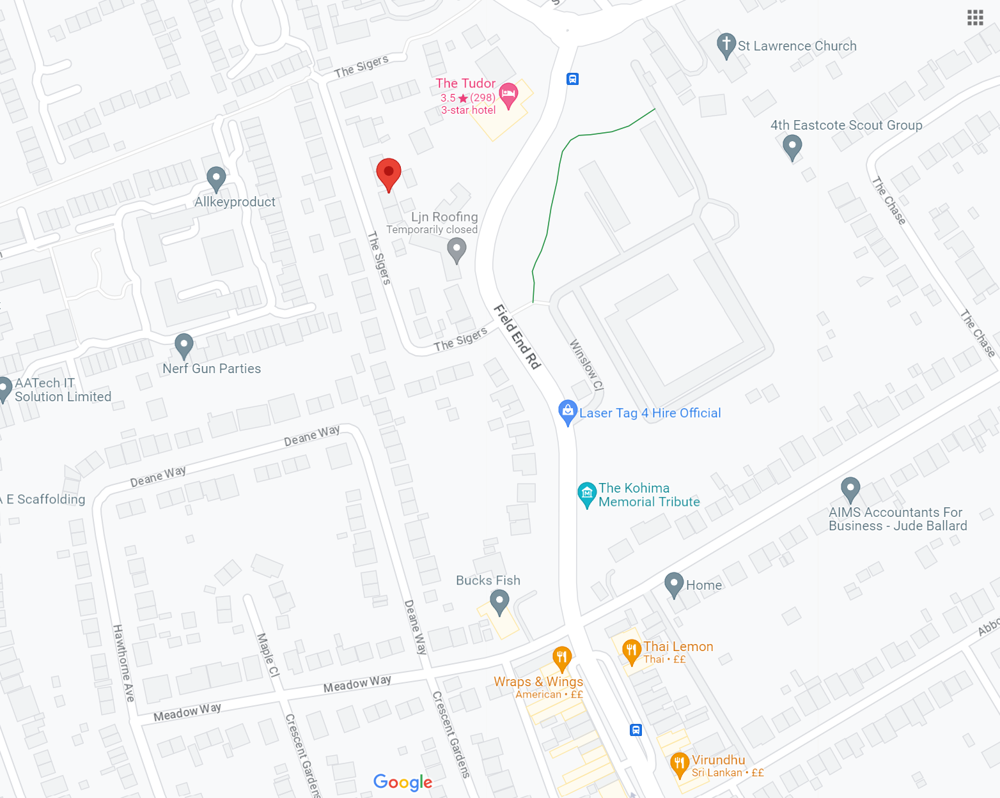 St Lawrence Church
The Sigers
The Tudor
3.5 ★ (298)
3-star hotel
4th Eastcote Scout Group
Allkeyproduct
The Chase
Ljn Roofing
Temporarily closed
The Sigers
The Chase
Field End Rd
The Sigers
Winslow Cl
Nerf Gun Parties
AATech IT
Solution Limited
Laser Tag 4 Hire Official
Deane Way
Deane Way
The Kohima
Memorial Tribute
A E Scaffolding
AIMS Accountants For
Business - Jude Ballard
Bucks Fish
Home
Hawthorne Ave
Maple Cl
Deane Way
Thai Lemon
Thai • ££
Wraps & Wings
American • ££
Meadow Way
Meadow Way
Crescent Gardens
Crescent Gardens
Virundhu
Sri Lankan • ££
Google